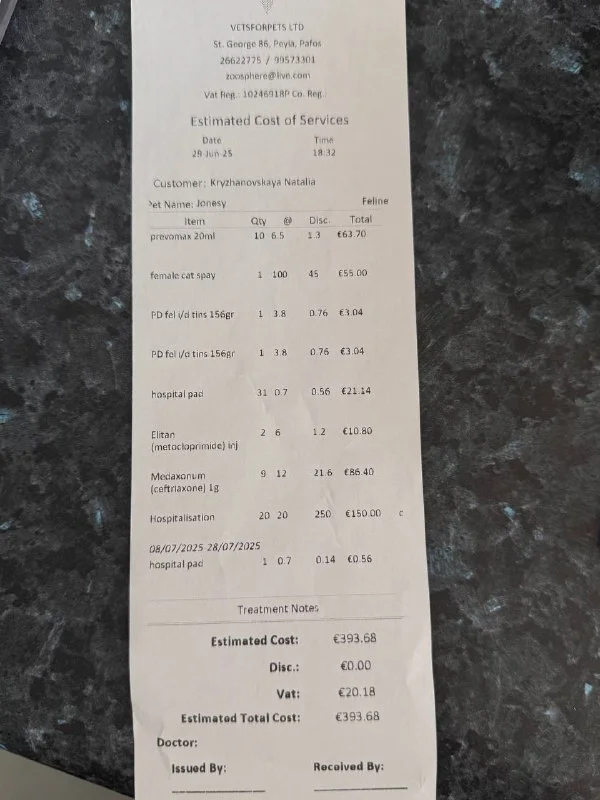 VETSFORPETS LTD
St. George 86, Peyia, Pafos
26622775 / 99573301
zoosphere@live.com
Vat Reg.: 10246918P Co. Reg.
Estimated Cost of Services
Date Time
29 Jun 25 18:32
Customer: Kryzhanovskaya Natalia
Pet Name: Jonesy Feline
Item Qty @ Disc. Total
prevomax 20ml 10 6.5 1.3 €63.70
female cat spay 1 100 45 €55.00
PD fel i/d tins 156gr 1 3.8 0.76 €3.04
PD fel i/d tins 156gr 1 3.8 0.76 €3.04
hospital pad 31 0.7 0.56 €21.14
Elitan 2 6 1.2 €10.80
(metocloprimide) inj
Medaxonum 9 12 21.6 €86.40
(ceftriaxone) 1g
Hospitalisation 20 20 250 €150.00 c
08/07/2025-28/07/2025
hospital pad 1 0.7 0.14 €0.56
Treatment Notes
Estimated Cost: €393.68
Disc.: €0.00
Vat: €20.18
Estimated Total Cost: €393.68
Doctor:
Issued By: Received By: